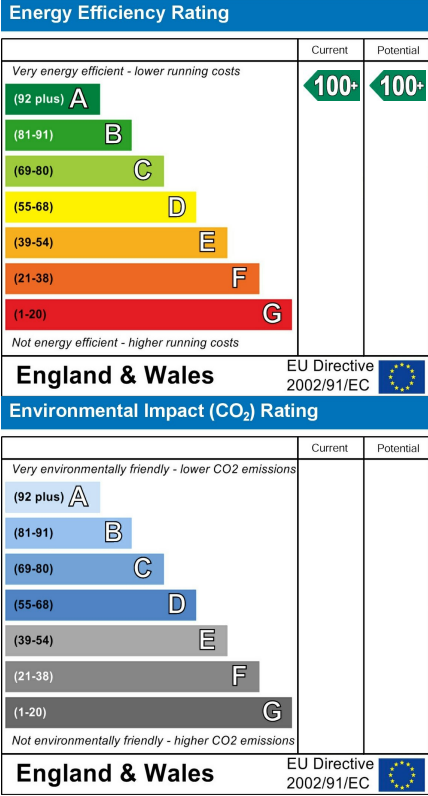 Energy Efficiency Rating
Current Potential
Very energy efficient - lower running costs
(92 plus) A 100+ 100+
(81-91) B
(69-80) C
(55-68) D
(39-54) E
(21-38) F
(1-20) G
Not energy efficient - higher running costs
England & Wales
EU Directive
2002/91/EC
Environmental Impact (CO₂) Rating
Current Potential
Very environmentally friendly - lower CO2 emissions
(92 plus) A
(81-91) B
(69-80) C
(55-68) D
(39-54) E
(21-38) F
(1-20) G
Not environmentally friendly - higher CO2 emissions
England & Wales
EU Directive
2002/91/EC